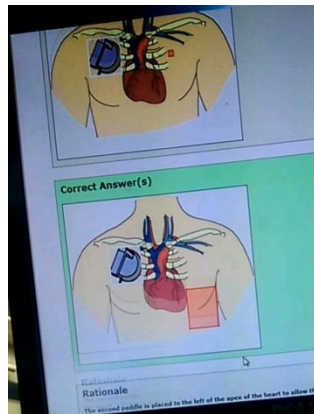 Correct Answer(s)
Rationale
Rationale
The second paddle is placed to the left of the apex of the heart to allow